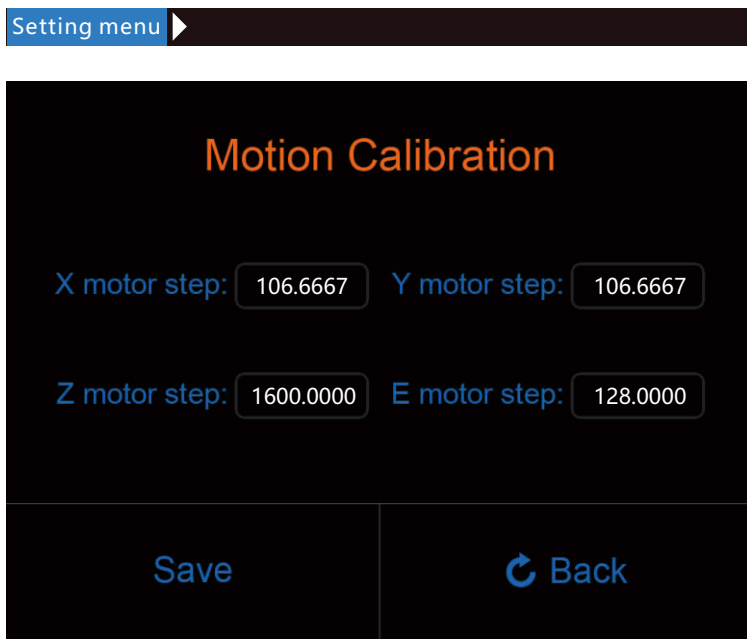 Setting menu
Motion Calibration
X motor step: 106.6667 Y motor step: 106.6667
Z motor step: 1600.0000 E motor step: 128.0000
Save Back